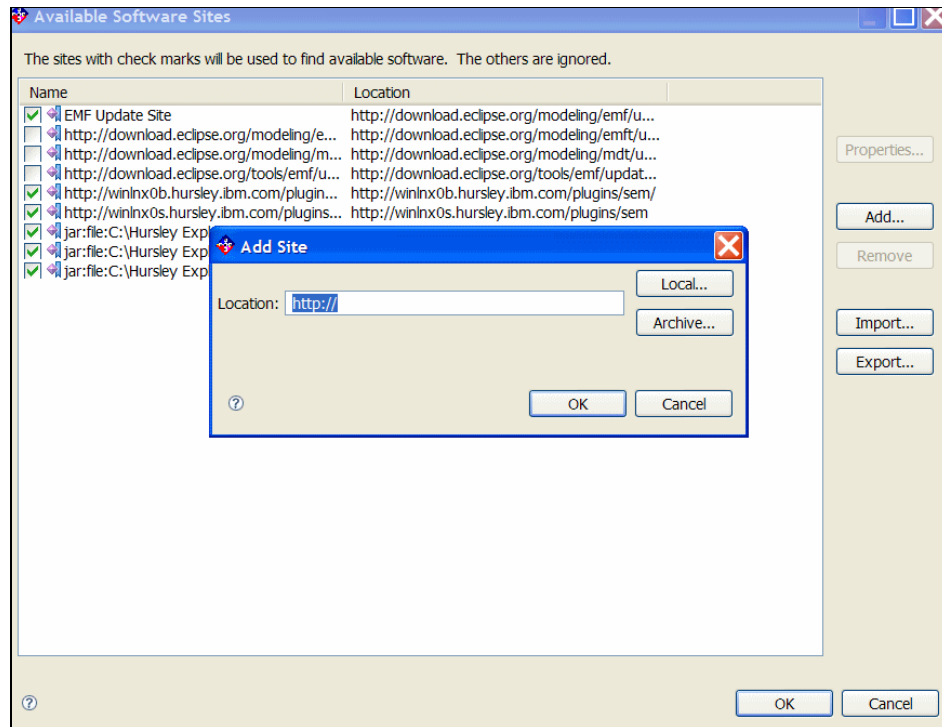 Available Software Sites
The sites with check marks will be used to find available software. The others are ignored.
Name Location
EMF Update Site http://download.eclipse.org/modeling/emf/u...
http://download.eclipse.org/modeling/e... http://download.eclipse.org/modeling/emft/u...
http://download.eclipse.org/modeling/m... http://download.eclipse.org/modeling/mdt/u...
http://download.eclipse.org/tools/emf/u... http://download.eclipse.org/tools/emf/updat...
http://winlnx0b.hursley.ibm.com/plugin... http://winlnx0b.hursley.ibm.com/plugins/sem/
http://winlnx0s.hursley.ibm.com/plugins... http://winlnx0s.hursley.ibm.com/plugins/sem
jar:file:C:\Hursley Expl
jar:file:C:\Hursley Exp
jar:file:C:\Hursley Exp
Properties...
Add...
Remove
Import...
Export...
Add Site
Location: http://
Local...
Archive...
?
OK Cancel
?
OK Cancel